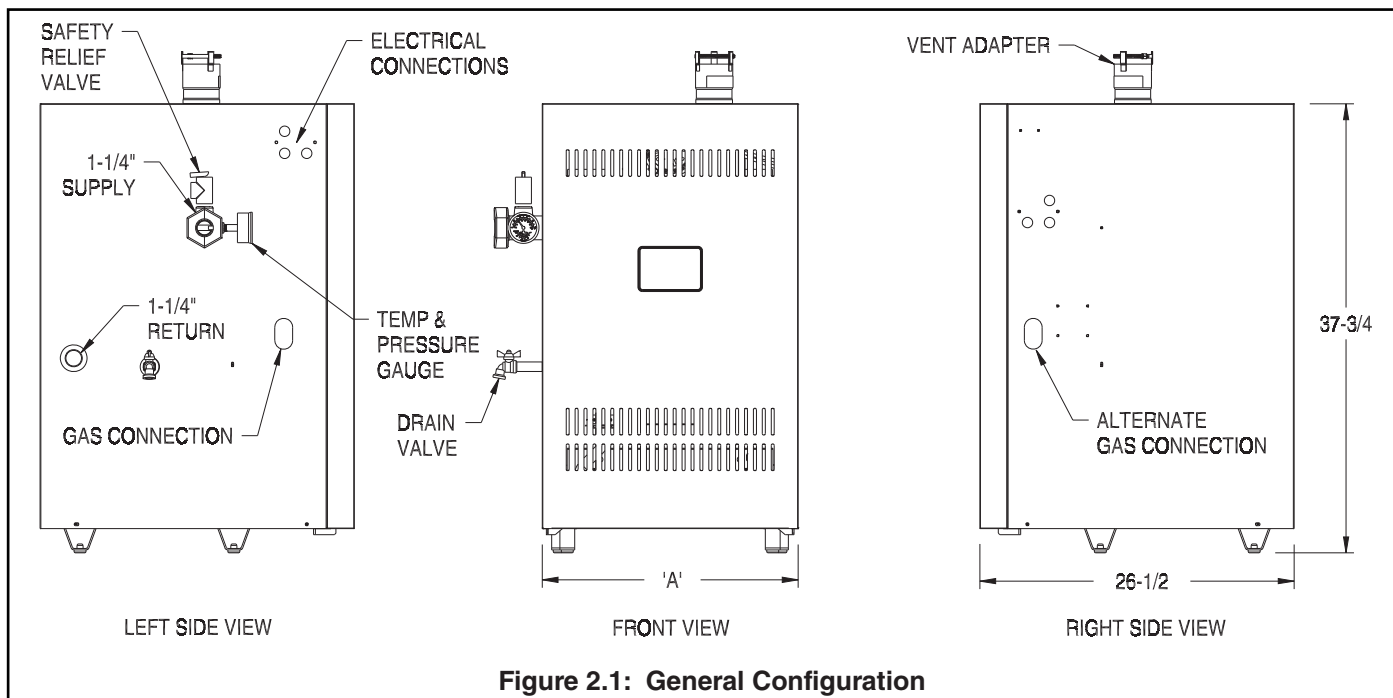 SAFETY
RELIEF
VALVE
ELECTRICAL
CONNECTIONS
1-1/4"
SUPPLY
1-1/4"
RETURN
TEMP &
PRESSURE
GAUGE
GAS CONNECTION
LEFT SIDE VIEW
DRAIN
VALVE
'A'
FRONT VIEW
VENT ADAPTER
37-3/4
ALTERNATE
GAS CONNECTION
26-1/2
RIGHT SIDE VIEW
Figure 2.1: General Configuration